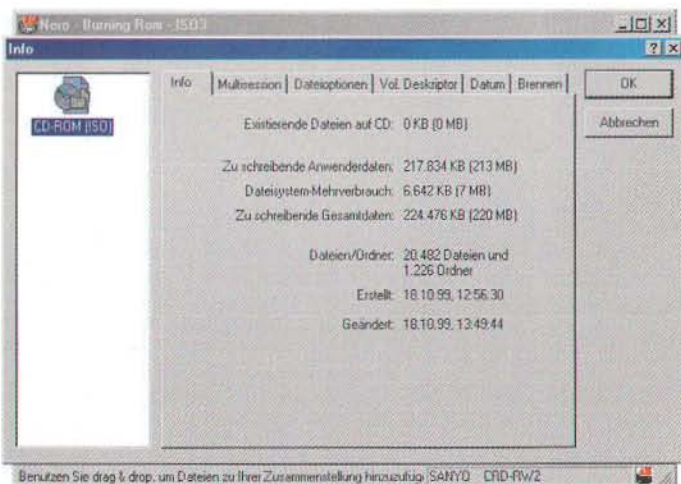 Nero - Burning Rom - ISO3
Info
CD-ROM (ISO)
Info Multisession Dateioptionen Vol. Deskriptor Datum Brennen
OK
Abbrechen
Existierende Dateien auf CD: 0 KB (0 MB)
Zu schreibende Anwenderdaten: 217.834 KB (213 MB)
Dateisystem-Mehrverbrauch: 6.642 KB (7 MB)
Zu schreibende Gesamtdaten: 224.476 KB (220 MB)
Dateien/Ordner: 20.482 Dateien und
1.226 Ordner
Erstellt: 18.10.99, 12:56:30
Geändert: 18.10.99, 13:49:44
Benutzen Sie drag & drop, um Dateien zu Ihrer Zusammenstellung hinzuzufüg SANYO CRD-RW2